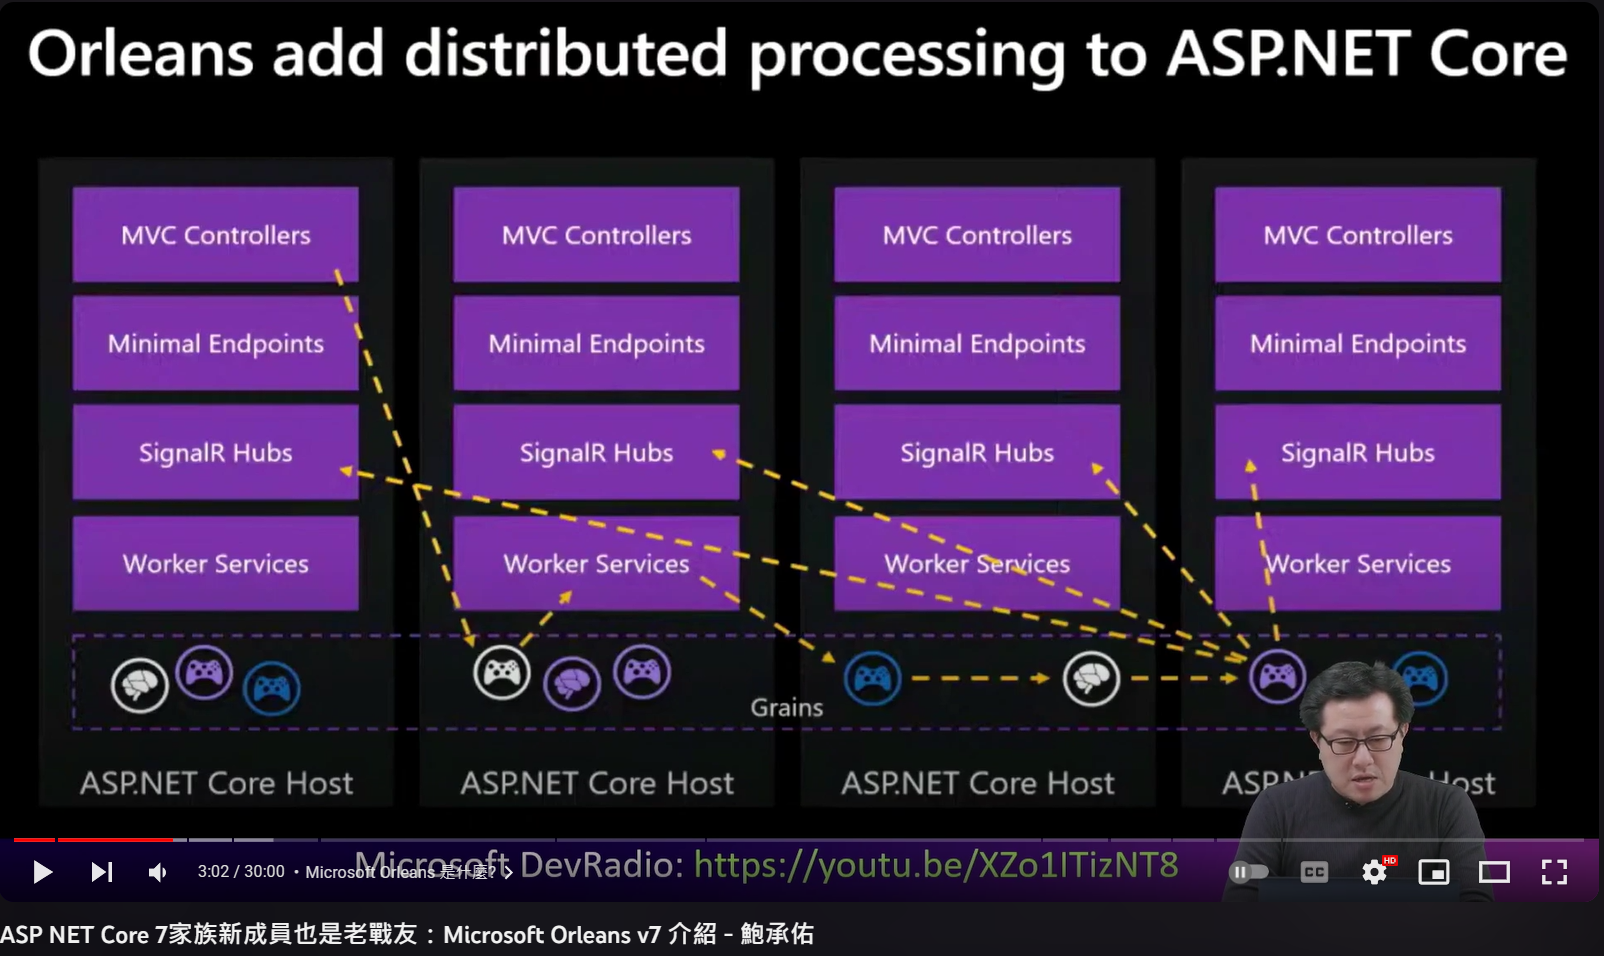 Orleans add distributed processing to ASP.NET Core
MVC Controllers
Minimal Endpoints
SignalR Hubs
Worker Services
ASP.NET Core Host
MVC Controllers
Minimal Endpoints
SignalR Hubs
Worker Services
ASP.NET Core Host
MVC Controllers
Minimal Endpoints
SignalR Hubs
Worker Services
ASP.NET Core Host
MVC Controllers
Minimal Endpoints
SignalR Hubs
Worker Services
Grains
Microsoft DevRadio: https://youtu.be/XZo1ITizNT8
3:02 / 30:00 • Microsoft Orleans 是什麼?
CC
HD
ASP NET Core 7家族新成員也是老戰友：Microsoft Orleans v7 介紹 - 鮑承佑